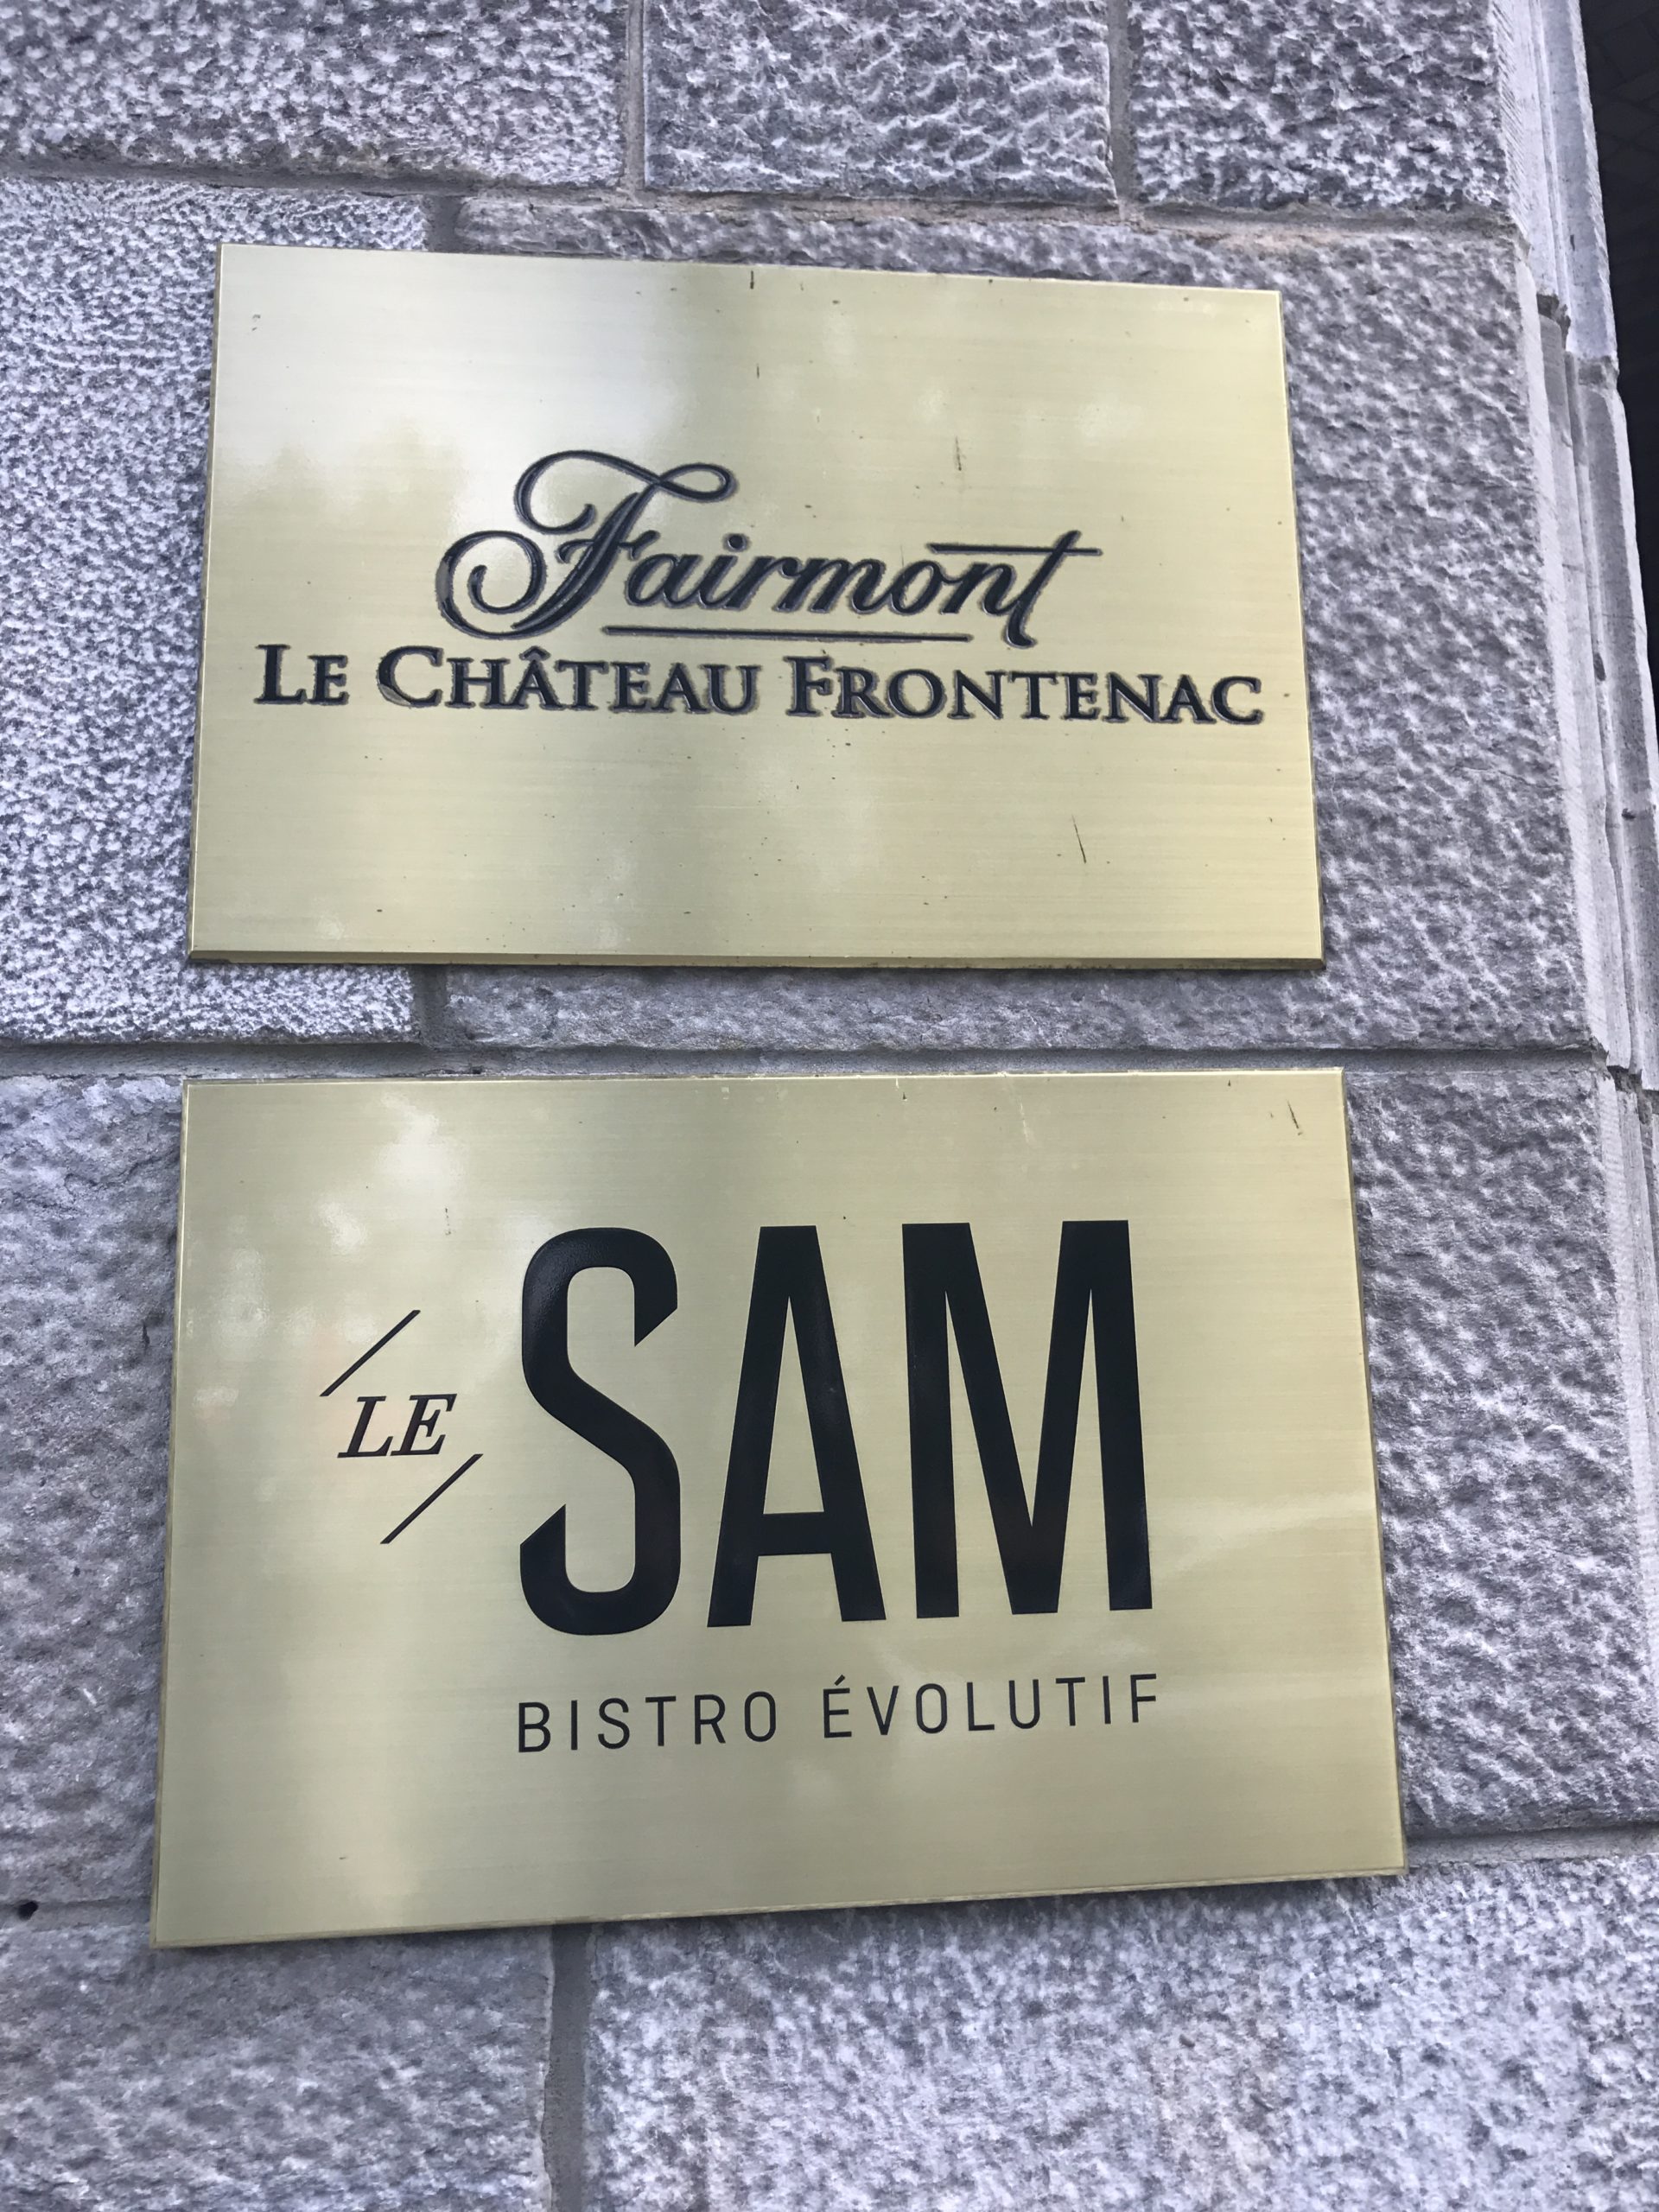 Fairmont
LE CHÂTEAU FRONTENAC
LE SAM
BISTRO ÉVOLUTIF